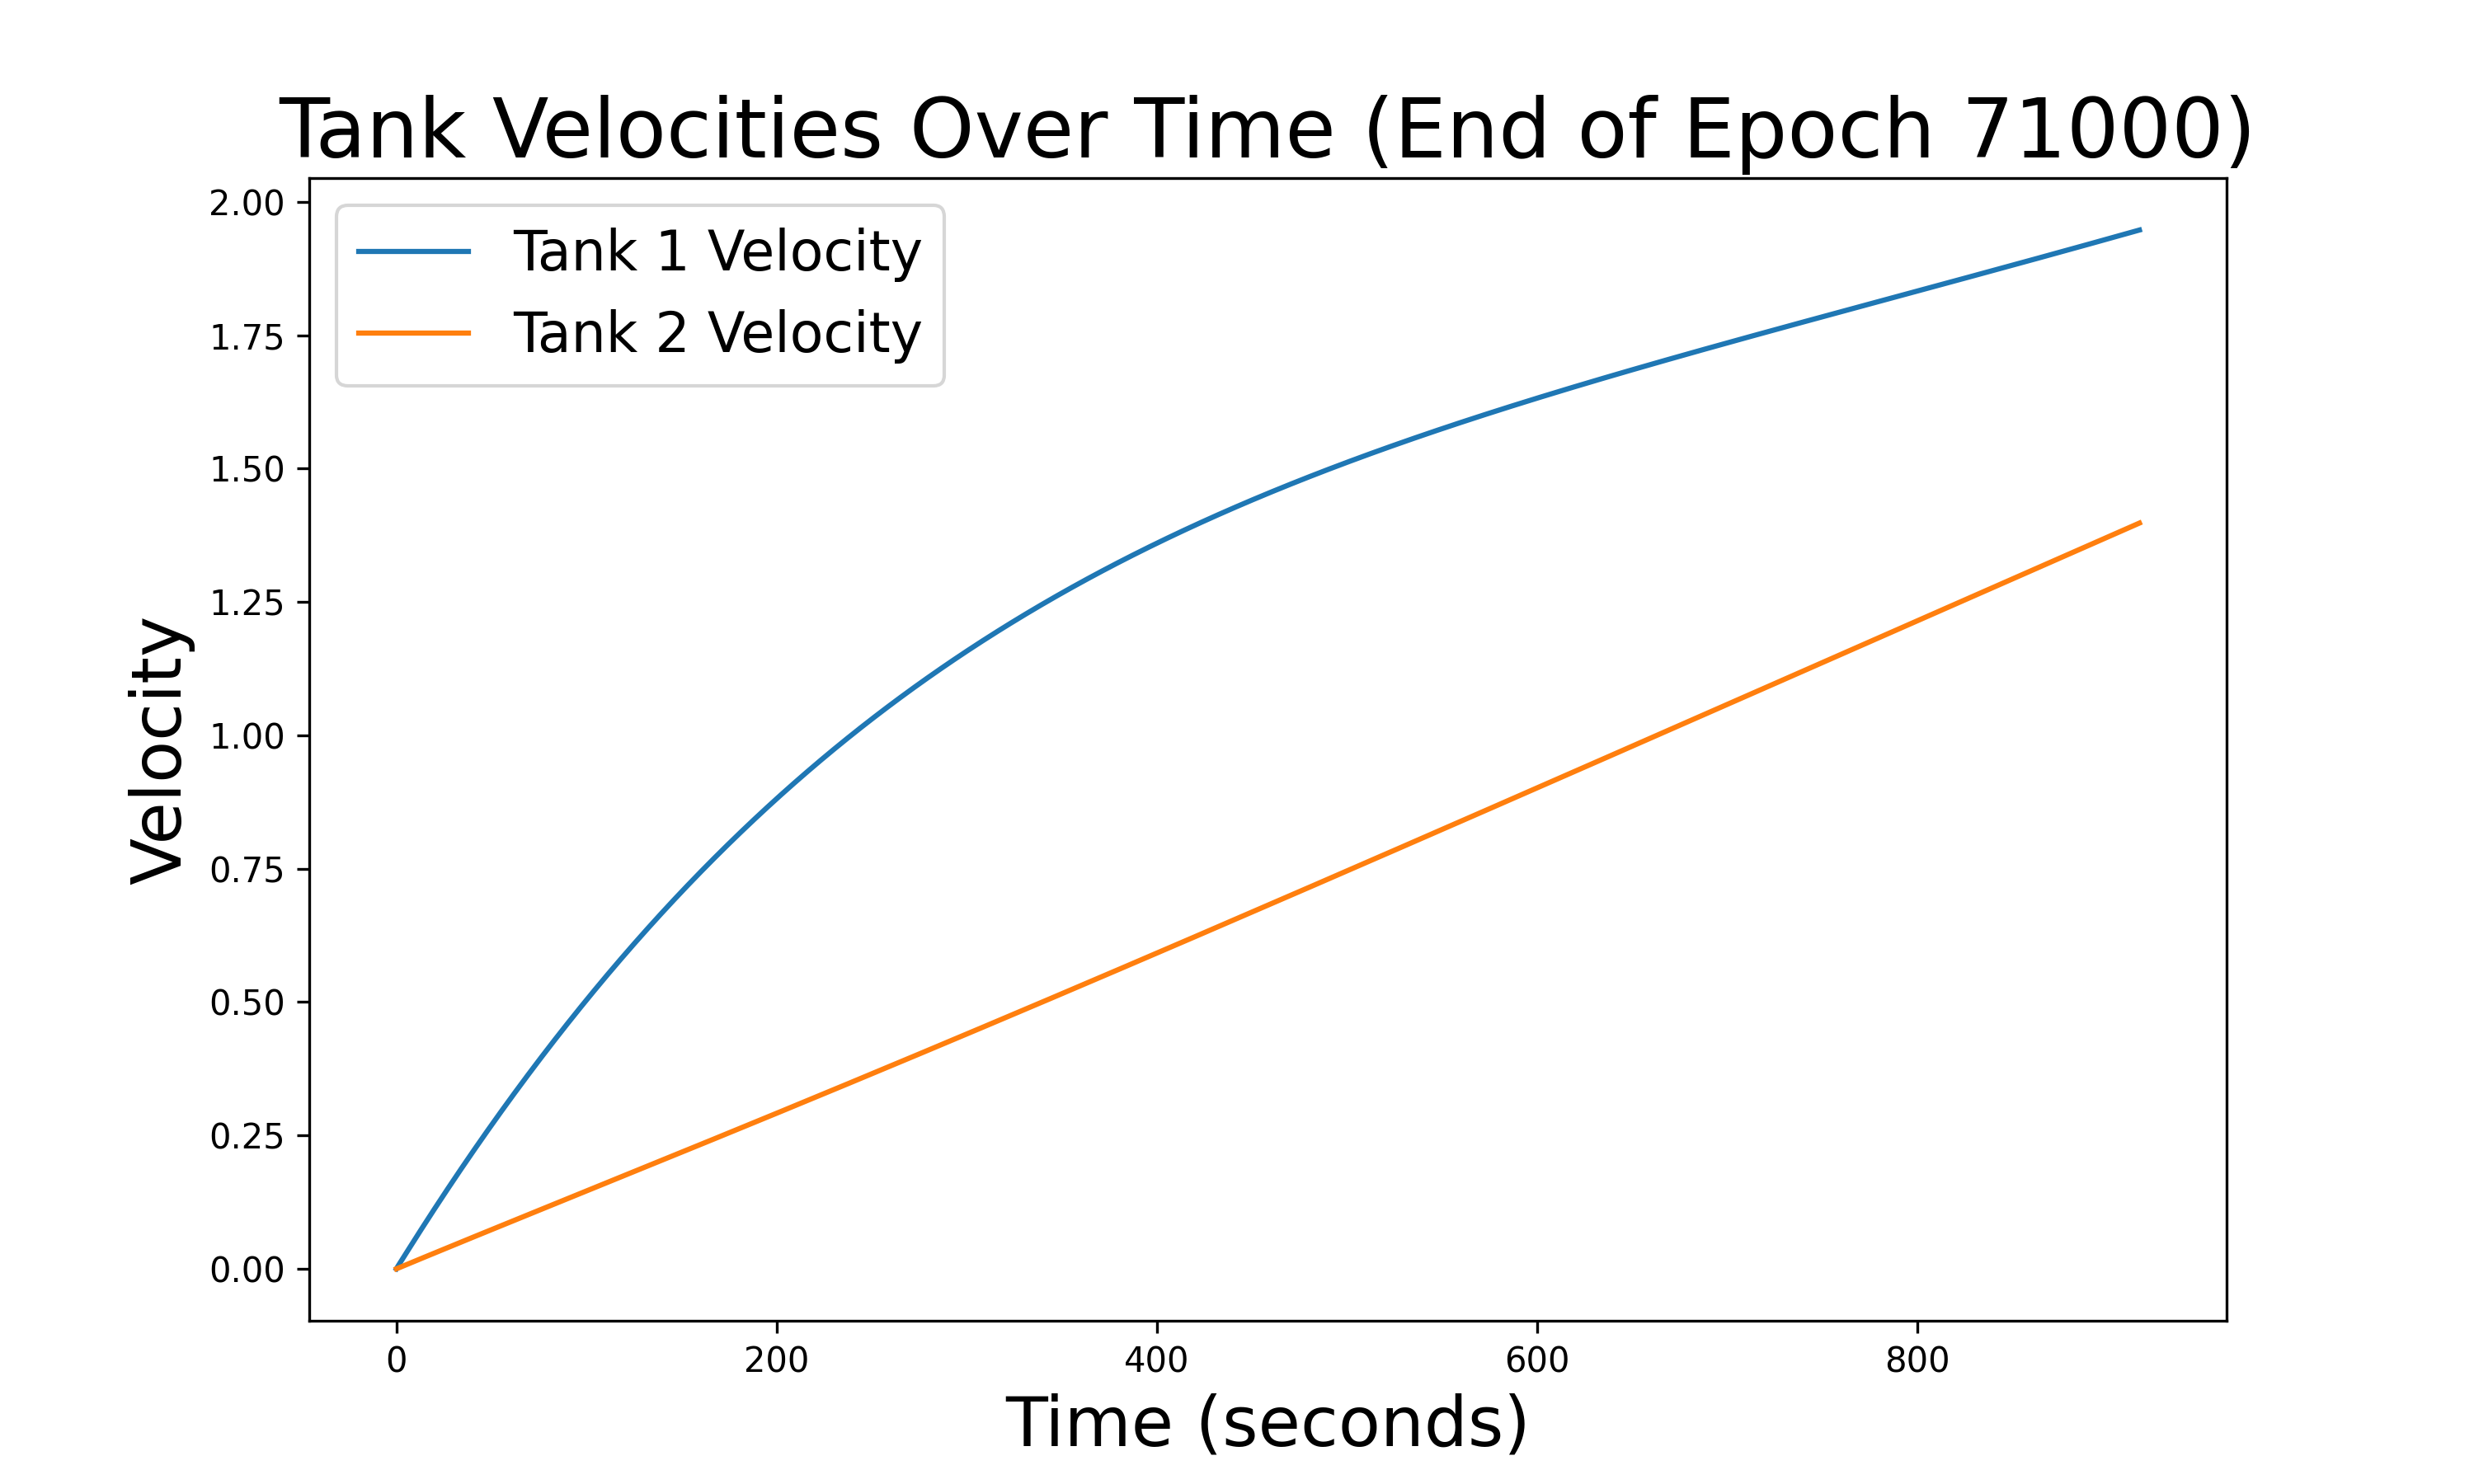 Tank Velocities Over Time (End of Epoch 71000)
Tank 1 Velocity
Tank 2 Velocity
Velocity
2.00
1.75
1.50
1.25
1.00
0.75
0.50
0.25
0.00
0 200 400 600 800
Time (seconds)